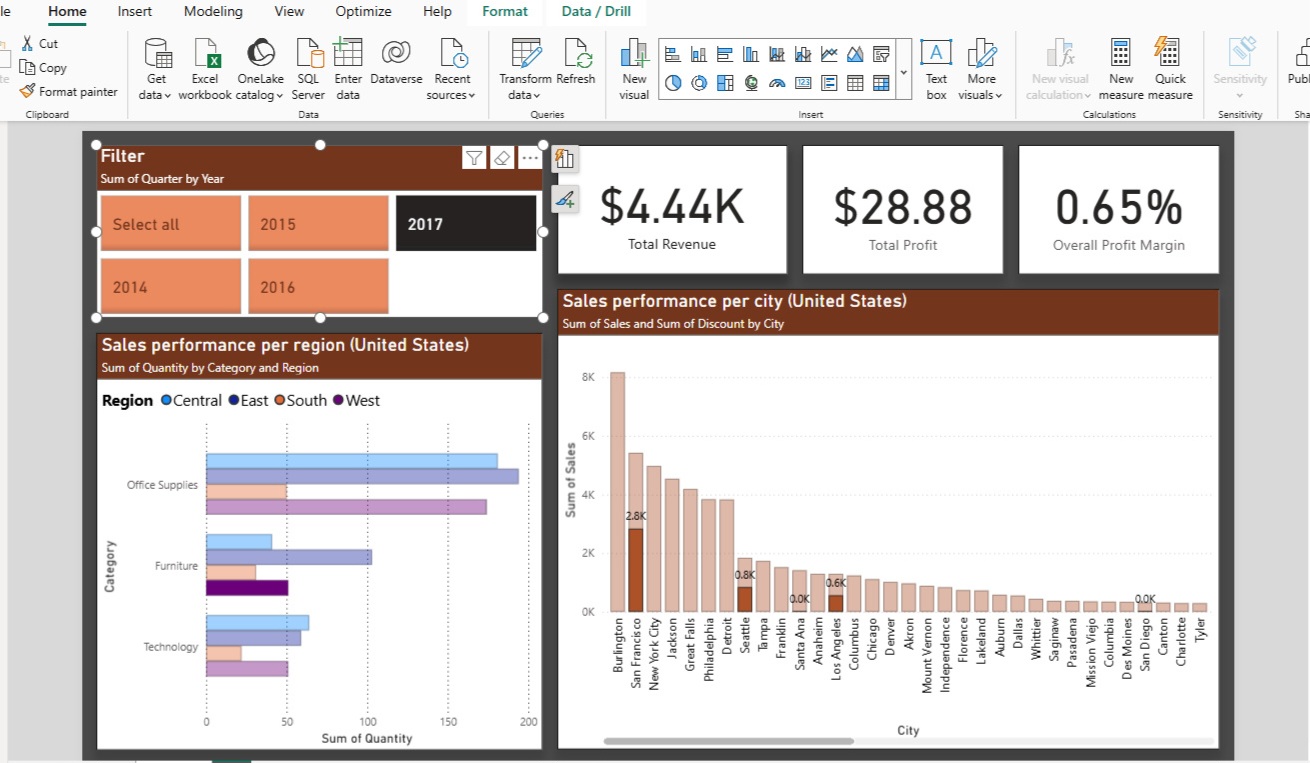 le Home Insert Modeling View Optimize Help Format Data / Drill
Cut
Copy
Format painter
Clipboard
Get data
Excel workbook
OneLake catalog
SQL Server
Enter data
Dataverse
Recent sources
Data
Transform data
Refresh
Queries
New visual
123
A
Text box
More visuals
Insert
New visual calculation
New measure
Quick measure
Calculations
Sensitivity
Sensitivity
Publ
Sha
Filter
Sum of Quarter by Year
Select all 2015 2017
2014 2016
$4.44K
Total Revenue
$28.88
Total Profit
0.65%
Overall Profit Margin
Sales performance per region (United States)
Sum of Quantity by Category and Region
Region Central East South West
Category
Office Supplies
Furniture
Technology
0 50 100 150 200
Sum of Quantity
Sales performance per city (United States)
Sum of Sales and Sum of Discount by City
Sum of Sales
8K
6K
4K
2K
0K
2.8K
0.8K
0.0K
0.6K
0.0K
Burlington
San Francisco
New York City
Jackson
Great Falls
Philadelphia
Detroit
Seattle
Tampa
Franklin
Santa Ana
Anaheim
Los Angeles
Columbus
Chicago
Denver
Akron
Mount Vernon
Independence
Florence
Lakeland
Auburn
Dallas
Whittier
Saginaw
Pasadena
Mission Viejo
Columbia
Des Moines
San Diego
Canton
Charlotte
Tyler
City